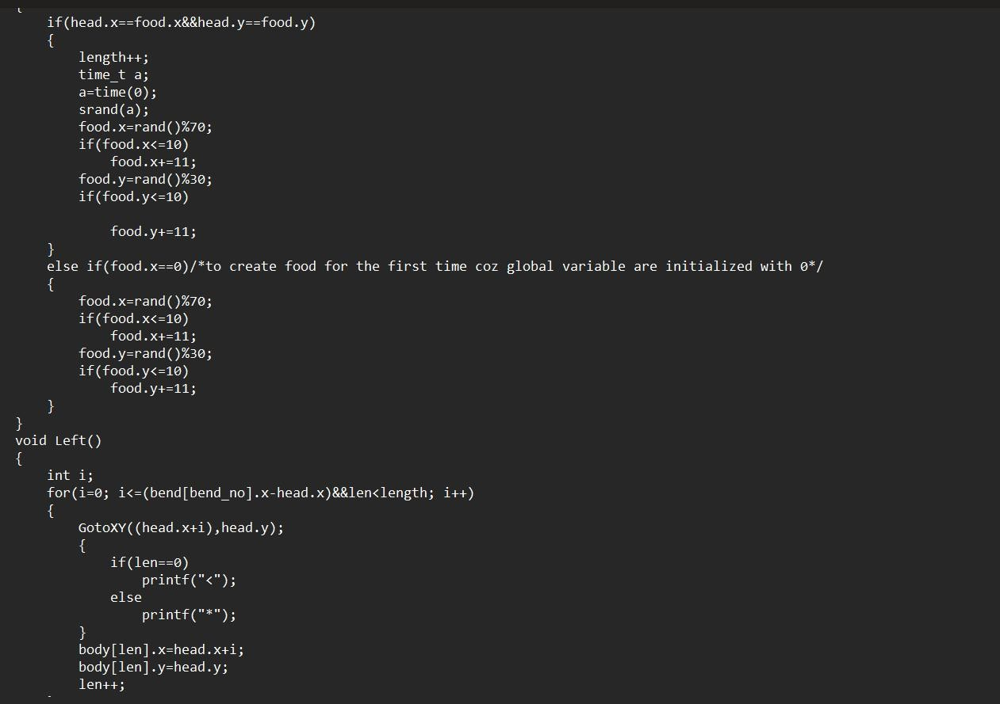 {
    if(head.x==food.x&&head.y==food.y)
    {
        length++;
        time_t a;
        a=time(0);
        srand(a);
        food.x=rand()%70;
        if(food.x<=10)
            food.x+=11;
        food.y=rand()%30;
        if(food.y<=10)

            food.y+=11;
    }
    else if(food.x==0)/*to create food for the first time coz global variable are initialized with 0*/
    {
        food.x=rand()%70;
        if(food.x<=10)
            food.x+=11;
        food.y=rand()%30;
        if(food.y<=10)
            food.y+=11;
    }
}
void Left()
{
    int i;
    for(i=0; i<=(bend[bend_no].x-head.x)&&len<length; i++)
    {
        GotoXY((head.x+i),head.y);
        {
            if(len==0)
                printf("<");
            else
                printf("*");
        }
        body[len].x=head.x+i;
        body[len].y=head.y;
        len++;